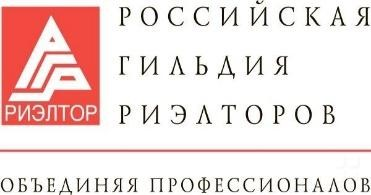 РОССИЙСКАЯ
ГИЛЬДИЯ
РИЭЛТОРОВ
РИЭЛТОР
ОБЪЕДИНЯЯ ПРОФЕССИОНАЛОВ